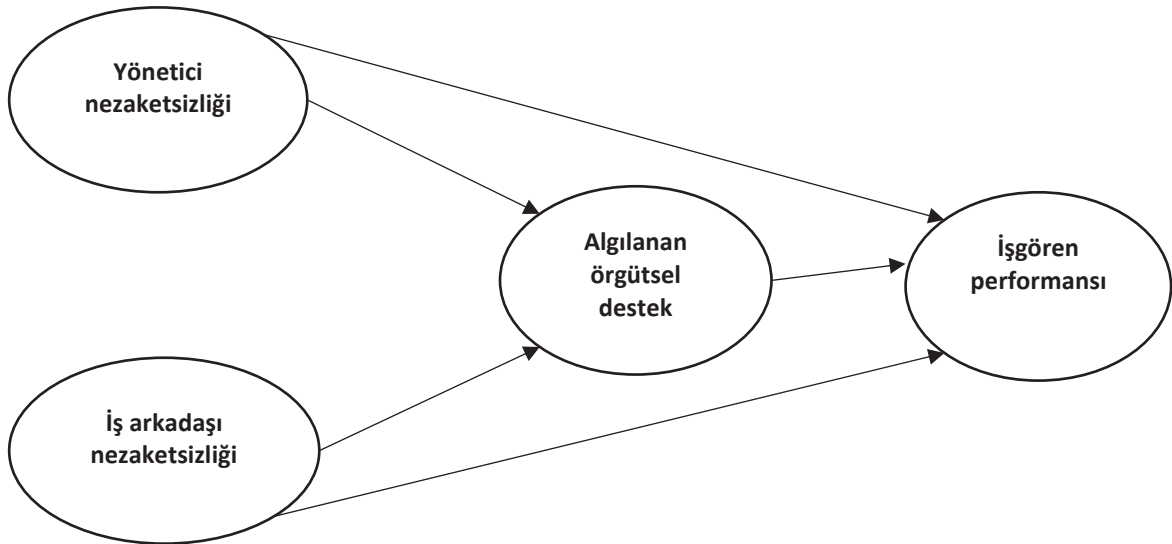 Yönetici
nezaketsizliği
Algılanan
örgütsel
destek
İşgören
performansı
İş arkadaşı
nezaketsizliği